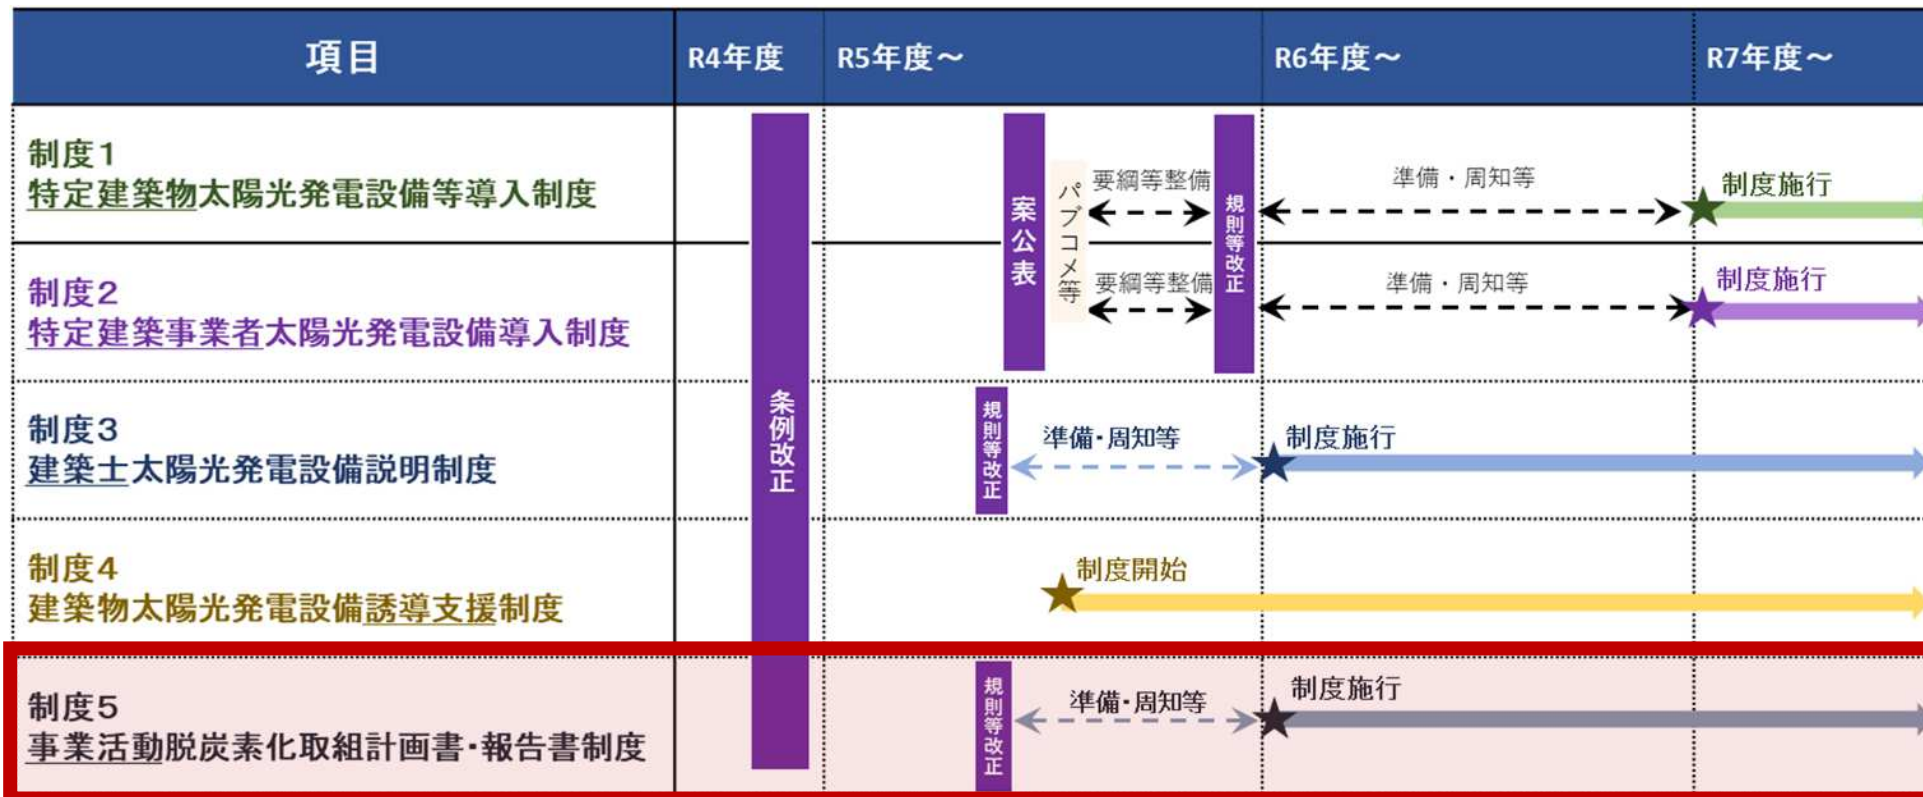 項目
R4年度
R5年度～
R6年度～
R7年度～
制度1
特定建築物太陽光発電設備等導入制度
条例改正
案公表
パブコメ等
要綱等整備
規則等改正
準備・周知等
制度施行
制度2
特定建築事業者太陽光発電設備導入制度
要綱等整備
準備・周知等
制度施行
制度3
建築士太陽光発電設備説明制度
規則等改正
準備・周知等
制度施行
制度4
建築物太陽光発電設備誘導支援制度
制度開始
制度5
事業活動脱炭素化取組計画書・報告書制度
規則等改正
準備・周知等
制度施行